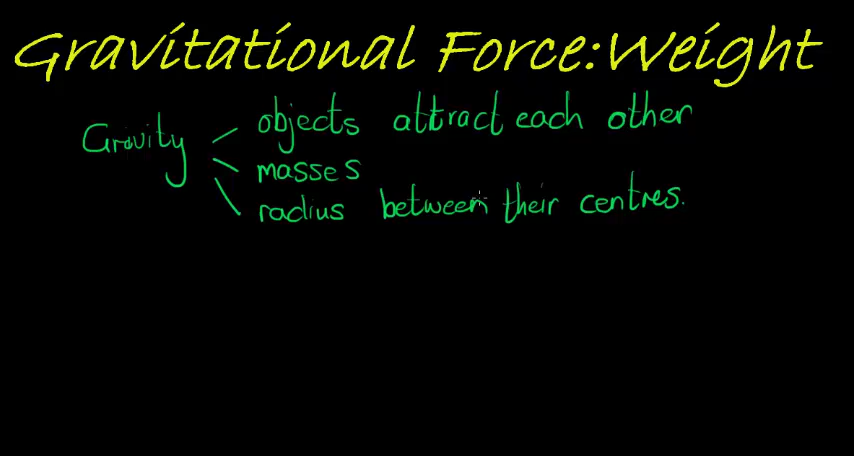 Gravitational Force:Weight
Gravity
objects attract each other
masses
radius between their centres.